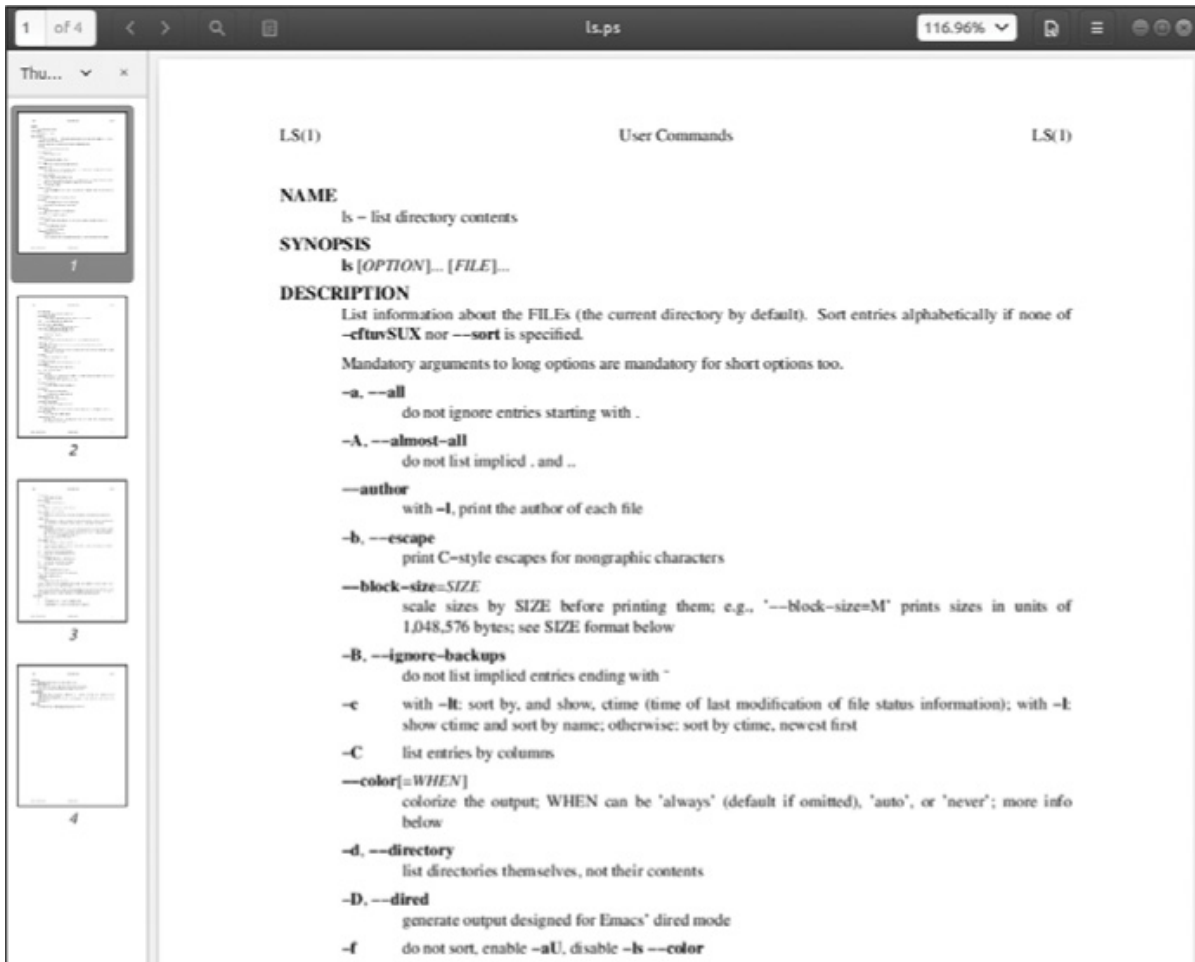 1 of 4 ls.ps 116.96%
Thu...
1
2
3
4
LS(1) User Commands LS(1)
NAME
ls − list directory contents
SYNOPSIS
ls [OPTION]... [FILE]...
DESCRIPTION
List information about the FILEs (the current directory by default). Sort entries alphabetically if none of
−cftuvSUX nor −−sort is specified.
Mandatory arguments to long options are mandatory for short options too.
−a, −−all
do not ignore entries starting with .
−A, −−almost−all
do not list implied . and ..
−−author
with −l, print the author of each file
−b, −−escape
print C−style escapes for nongraphic characters
−−block−size=SIZE
scale sizes by SIZE before printing them; e.g., '−−block−size=M' prints sizes in units of
1,048,576 bytes; see SIZE format below
−B, −−ignore−backups
do not list implied entries ending with ~
−c with −lt: sort by, and show, ctime (time of last modification of file status information); with −l:
show ctime and sort by name; otherwise: sort by ctime, newest first
−C list entries by columns
−−color[=WHEN]
colorize the output; WHEN can be 'always' (default if omitted), 'auto', or 'never'; more info
below
−d, −−directory
list directories themselves, not their contents
−D, −−dired
generate output designed for Emacs' dired mode
−f do not sort, enable −aU, disable −ls −−color